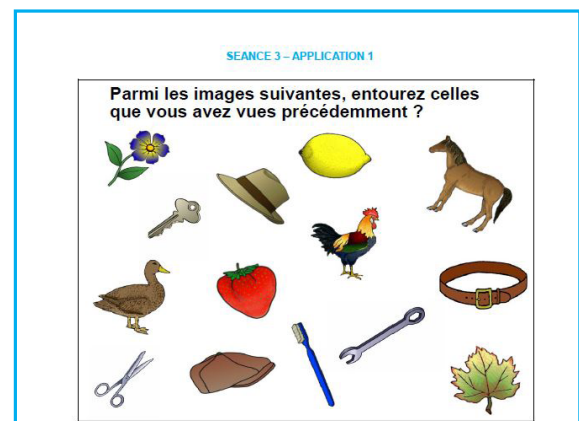 SEANCE 3 – APPLICATION 1
Parmi les images suivantes, entourez celles
que vous avez vues précédemment ?